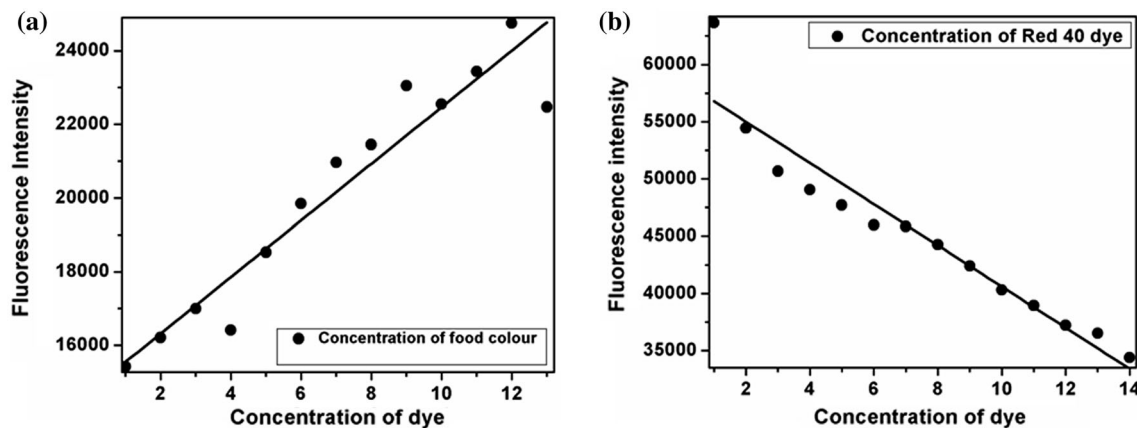 (a)
Fluorescence Intensity
24000
22000
20000
18000
16000
Concentration of food colour
2 4 6 8 10 12
Concentration of dye
(b)
Fluorescence intensity
Concentration of Red 40 dye
60000
55000
50000
45000
40000
35000
2 4 6 8 10 12 14
Concentration of dye